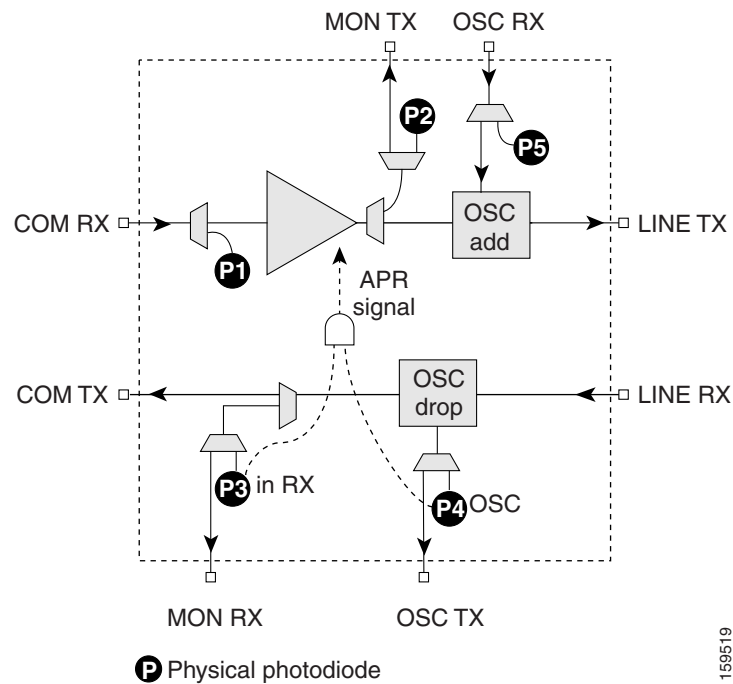 MON TX OSC RX
P2
P5
COM RX
OSC
add
LINE TX
P1
APR
signal
COM TX
OSC
drop
LINE RX
P3 in RX
P4 OSC
MON RX OSC TX
P Physical photodiode
159519